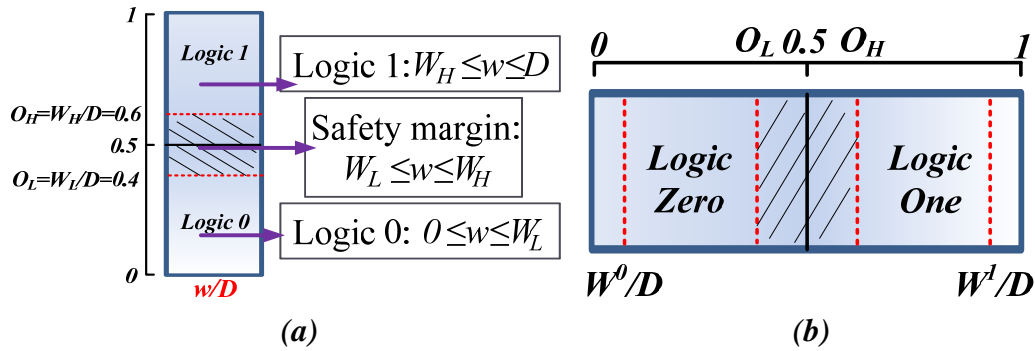 1
Logic 1
Logic 1: W_H ≤w≤D
O_H=W_H/D=0.6
Safety margin:
W_L ≤w≤W_H
0.5
O_L=W_L/D=0.4
Logic 0
Logic 0: 0 ≤w≤W_L
0
w/D
(a)
0 O_L 0.5 O_H 1
Logic
Zero
Logic
One
W^0/D W^1/D
(b)